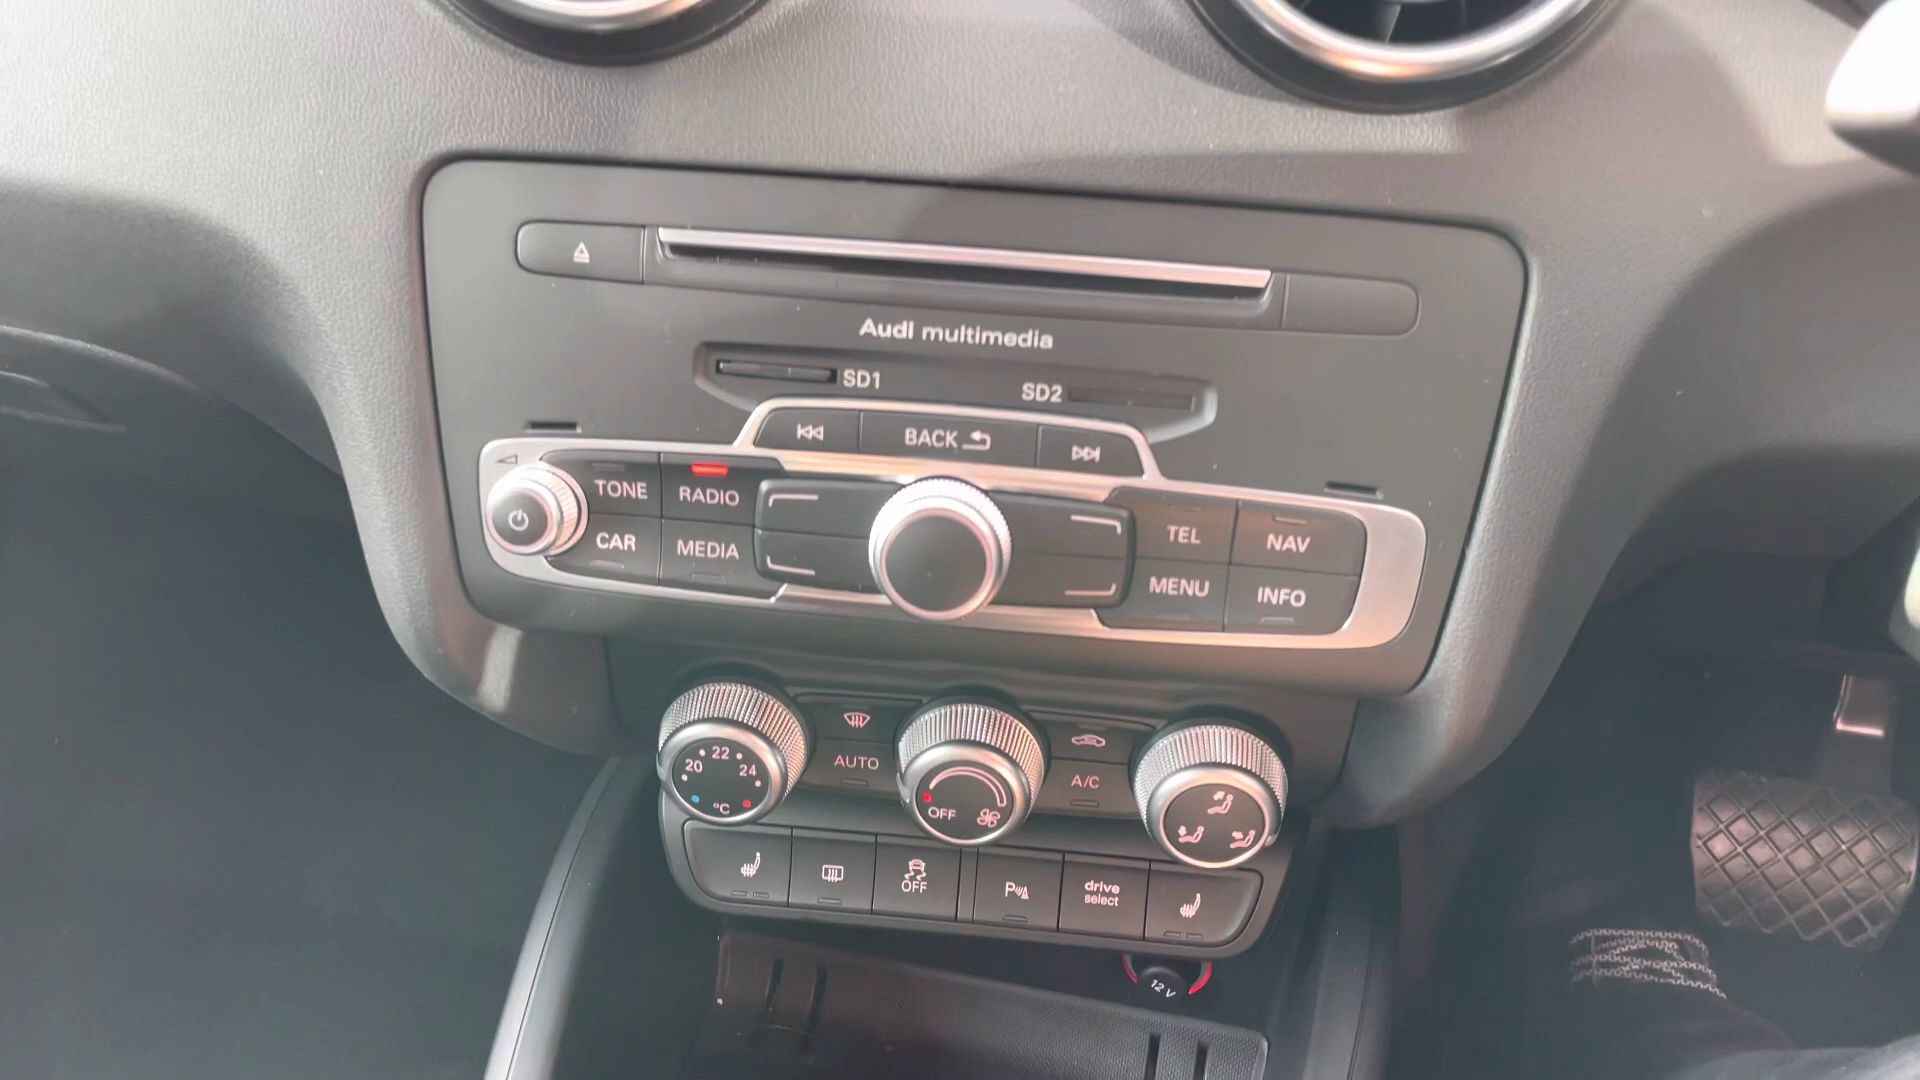 Audi multimedia
SD1
SD2
BACK
TONE
RADIO
CAR
MEDIA
TEL
NAV
MENU
INFO
20
22
24
°C
AUTO
OFF
A/C
OFF
P
drive
select
12 V